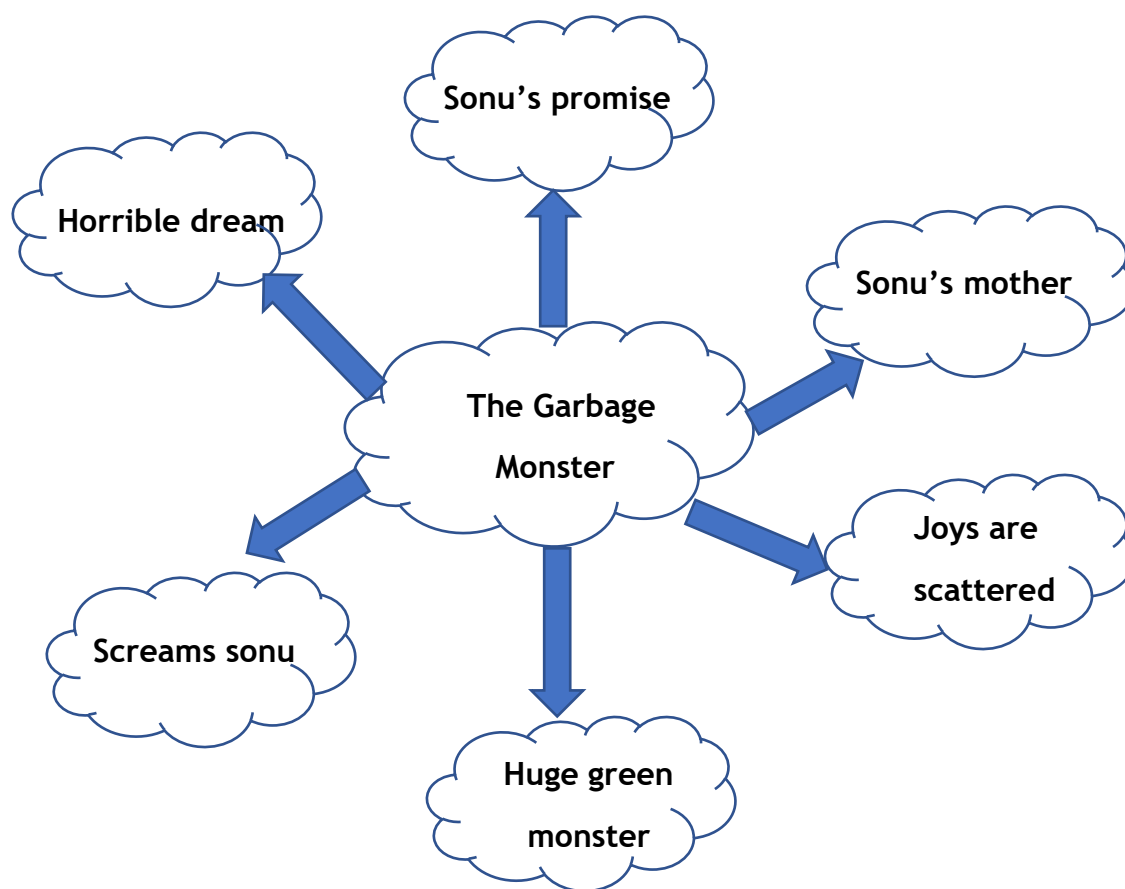 Sonu’s promise
Horrible dream
Sonu’s mother
The Garbage
Monster
Joys are
scattered
Screams sonu
Huge green
monster